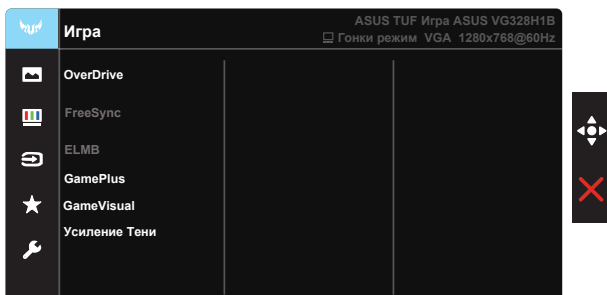 ASUS TUF Игра ASUS VG328H1B
Игра
Гонки режим VGA 1280x768@60Hz
OverDrive
FreeSync
ELMB
GamePlus
GameVisual
Усиление Тени